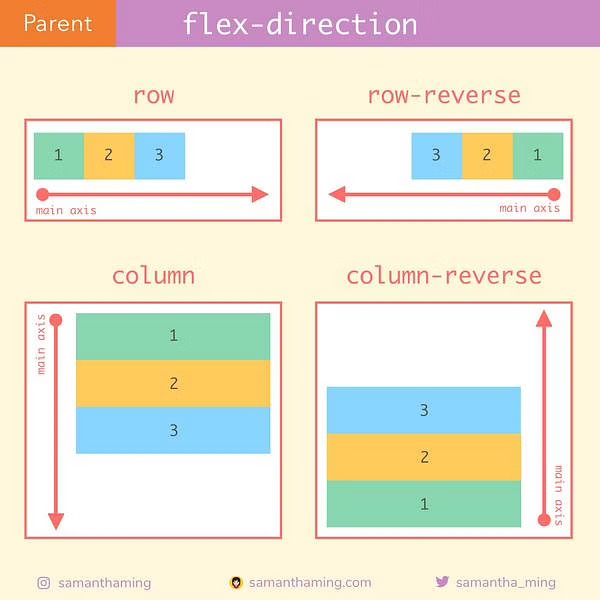 Parent
flex-direction
row
1 2 3
main axis
row-reverse
3 2 1
main axis
column
main axis
1
2
3
column-reverse
3
2
1
main axis
samanthaming
samanthaming.com
samantha_ming